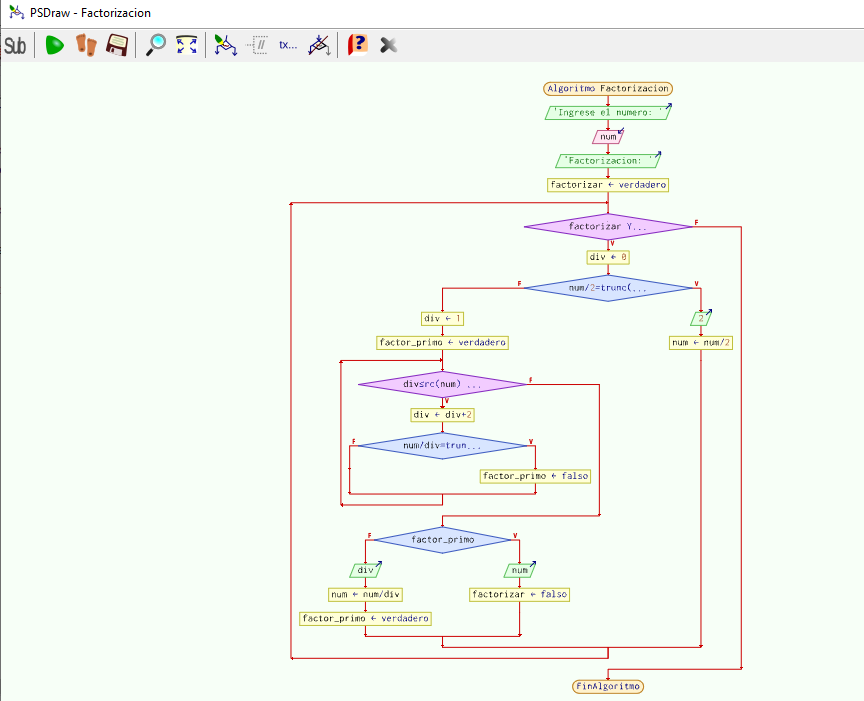 PSDraw - Factorizacion
Sub
tx...
Algoritmo Factorizacion
'Ingrese el numero: '
num
'Factorizacion: '
factorizar ← verdadero
factorizar Y...
F
V
div ← 0
num/2=trunc(...
F
V
div ← 1
2
factor_primo ← verdadero
num ← num/2
div≤rc(num) ...
F
V
div ← div+2
num/div=trun...
F
V
factor_primo ← falso
factor_primo
F
V
div
num
num ← num/div
factorizar ← falso
factor_primo ← verdadero
FinAlgoritmo